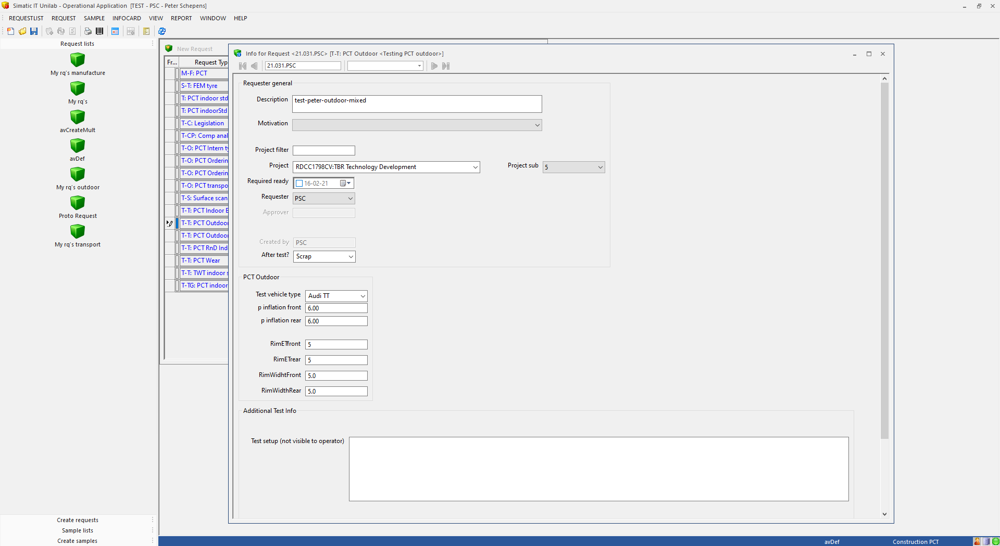 Simatic IT Unilab - Operational Application [TEST - PSC - Peter Schepens]
REQUESTLIST REQUEST SAMPLE INFOCARD VIEW REPORT WINDOW HELP
Request lists
My rq's manufacture
My rq's
avCreateMult
avDef
My rq's outdoor
Proto Request
My rq's transport
Create requests
Sample lists
Create samples
New Request
Fr... Request Typ
M-F: PCT
S-T: FEM tyre
T: PCT indoor std
T: PCT indoorStd
T-C: Legislation
T-CP: Comp anal
T-O: PCT Intern ty
T-O: PCT Orderin
T-O: PCT Orderin
T-O: PCT transpo
T-S: Surface scan
T-T: PCT Indoor B
T-T: PCT Outdoor
T-T: PCT Outdoor
T-T: PCT RnD Ind
T-T: PCT Wear
T-T: TWT indoor s
T-TG: PCT indoor
Info for Request <21.031.PSC> [T-T: PCT Outdoor <Testing PCT outdoor>]
21.031.PSC
Requester general
Description test-peter-outdoor-mixed
Motivation
Project filter
Project RDCC1798CV:TBR Technology Development Project sub 5
Required ready 16-02-21
Requester PSC
Approver
Created by PSC
After test? Scrap
PCT Outdoor
Test vehicle type Audi TT
p inflation front 6.00
p inflation rear 6.00
RimETfront 5
RimETrear 5
RimWidhtFront 5.0
RimWidthRear 5.0
Additional Test Info
Test setup (not visible to operator)
avDef Construction PCT